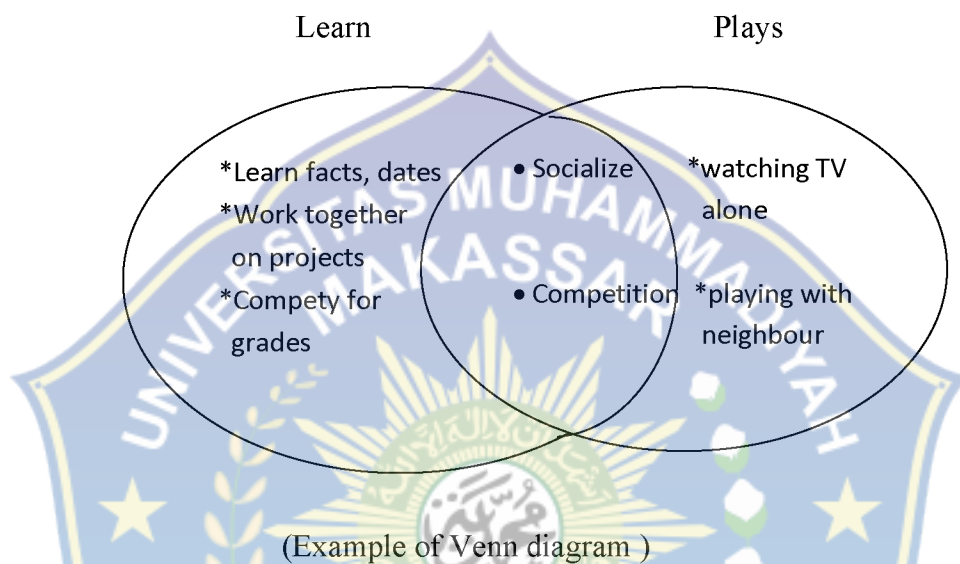 Learn
Plays
*Learn facts, dates
*Work together
on projects
*Compety for
grades
• Socialize
• Competition
*watching TV
alone
*playing with
neighbour
UNIVERSITAS MUHAMMADIYAH
MAKASSAR
(Example of Venn diagram )